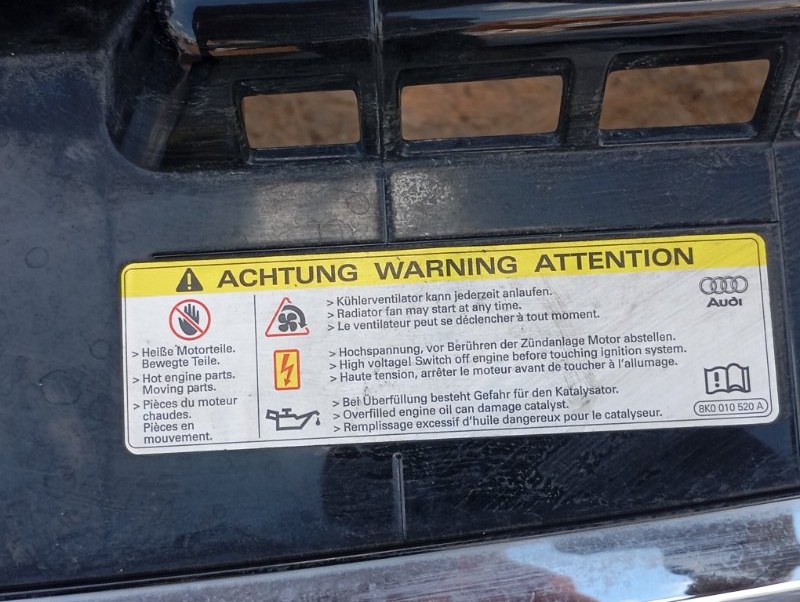 ACHTUNG WARNING ATTENTION
> Heiße Motorteile.
Bewegte Teile.
> Hot engine parts.
Moving parts.
> Pièces du moteur
chaudes.
Pièces en
mouvement.
> Kühlerventilator kann jederzeit anlaufen.
> Radiator fan may start at any time.
> Le ventilateur peut se déclencher à tout moment.
> Hochspannung, vor Berühren der Zündanlage Motor abstellen.
> High voltage! Switch off engine before touching ignition system.
> Haute tension, arrêter le moteur avant de toucher à l'allumage.
> Bei Überfüllung besteht Gefahr für den Katalysator.
> Overfilled engine oil can damage catalyst.
> Remplissage excessif d'huile dangereux pour le catalyseur.
Audi
8K0 010 520 A